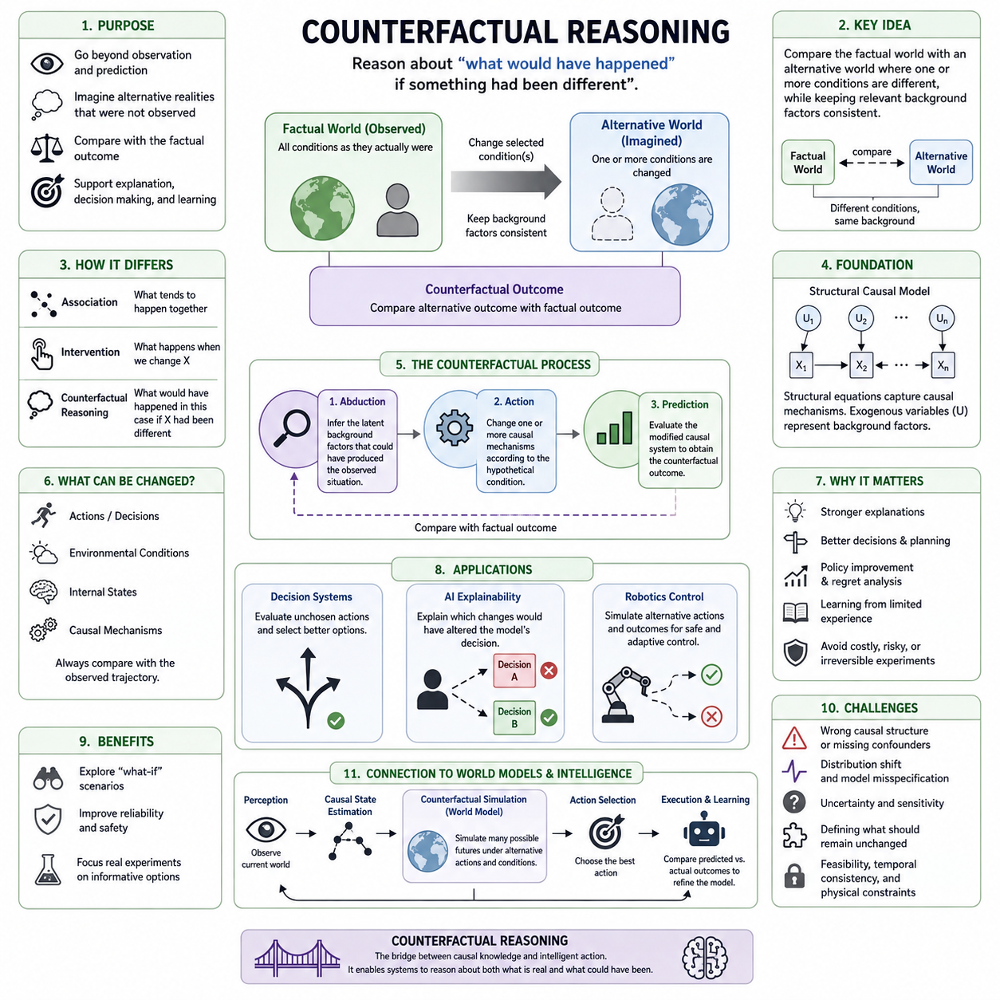 COUNTERFACTUAL REASONING
Reason about “what would have happened”
if something had been different”.
1. PURPOSE
Go beyond observation
and prediction
Imagine alternative realities
that were not observed
Compare with the factual
outcome
Support explanation,
decision making, and learning
Factual World (Observed)
All conditions as they actually were
Change selected
condition(s)
Keep background
factors consistent
Alternative World
(Imagined)
One or more conditions are
changed
Counterfactual Outcome
Compare alternative outcome with factual outcome
2. KEY IDEA
Compare the factual world with an
alternative world where one or
more conditions are different,
while keeping relevant background
factors consistent.
Factual
World
compare
Alternative
World
Different conditions,
same background
3. HOW IT DIFFERS
Association
What tends to
happen together
Intervention
What happens when
we change X
Counterfactual
Reasoning
What would have
happened in this
case if X had been
different
4. FOUNDATION
Structural Causal Model
U1
U2
...
Un
X1
X2
...
Xn
Structural equations capture causal
mechanisms. Exogenous variables (U)
represent background factors.
5. THE COUNTERFACTUAL PROCESS
1. Abduction
Infer the latent
background
factors that could
have produced
the observed
situation.
2. Action
Change one or
more causal
mechanisms
according to the
hypothetical
condition.
3. Prediction
Evaluate the
modified causal
system to obtain
the counterfactual
outcome.
Compare with factual outcome
6. WHAT CAN BE CHANGED?
Actions / Decisions
Environmental Conditions
Internal States
Causal Mechanisms
Always compare with the
observed trajectory.
7. WHY IT MATTERS
Stronger explanations
Better decisions & planning
Policy improvement
& regret analysis
Learning from limited
experience
Avoid costly, risky, or
irreversible experiments
8. APPLICATIONS
Decision Systems
Evaluate unchosen actions
and select better options.
AI Explainability
Explain which changes would
have altered the model's
decision.
Decision
A
Decision
B
Robotics Control
Simulate alternative actions
and outcomes for safe and
adaptive control.
9. BENEFITS
Explore “what-if”
scenarios
Improve reliability
and safety
Focus real experiments
on informative options
10. CHALLENGES
Wrong causal structure
or missing confounders
Distribution shift
and model misspecification
?
Uncertainty and sensitivity
Defining what should
remain unchanged
Feasibility, temporal
consistency, and
physical constraints
11. CONNECTION TO WORLD MODELS & INTELLIGENCE
Perception
Observe
current world
Causal State
Estimation
Counterfactual Simulation
(World Model)
Simulate many possible
futures under alternative
actions and conditions.
Action Selection
Choose the best
action
Execution & Learning
Compare predicted vs.
actual outcomes to
refine the model.
COUNTERFACTUAL REASONING
The bridge between causal knowledge and intelligent action.
It enables systems to reason about both what is real and what could have been.